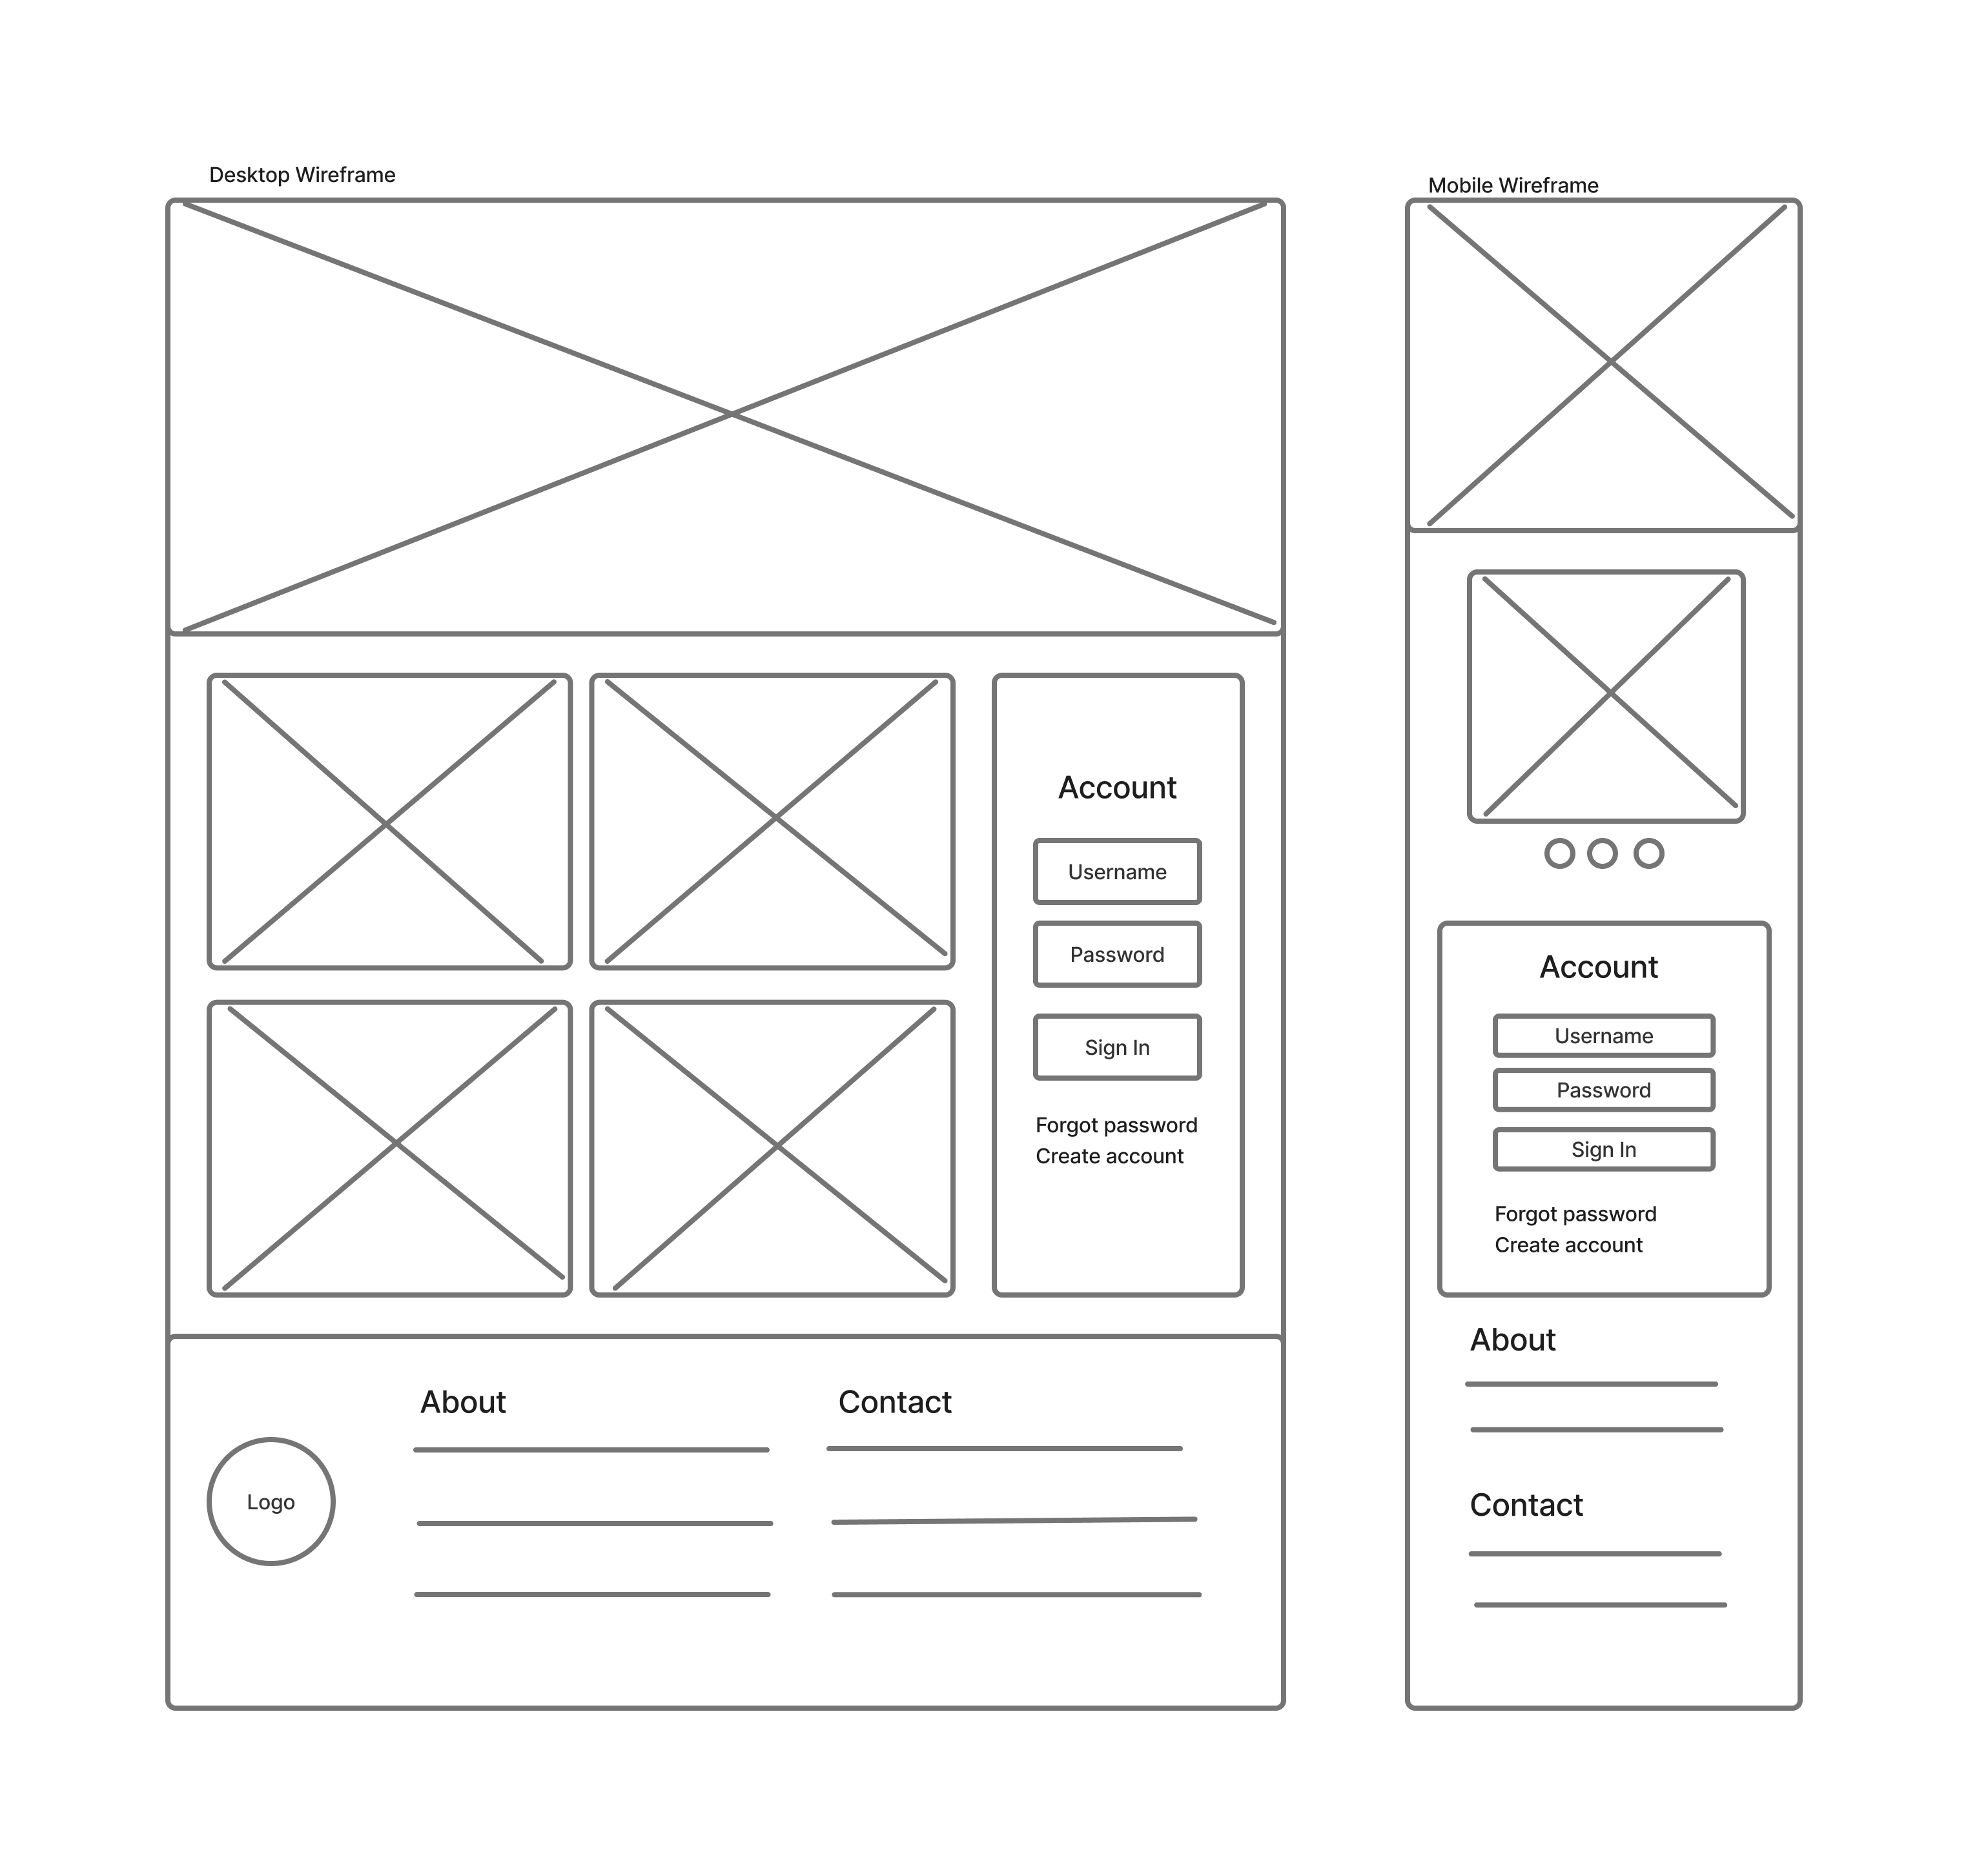 Desktop Wireframe
Account
Username
Password
Sign In
Forgot password
Create account
Logo
About
Contact
Mobile Wireframe
Account
Username
Password
Sign In
Forgot password
Create account
About
Contact